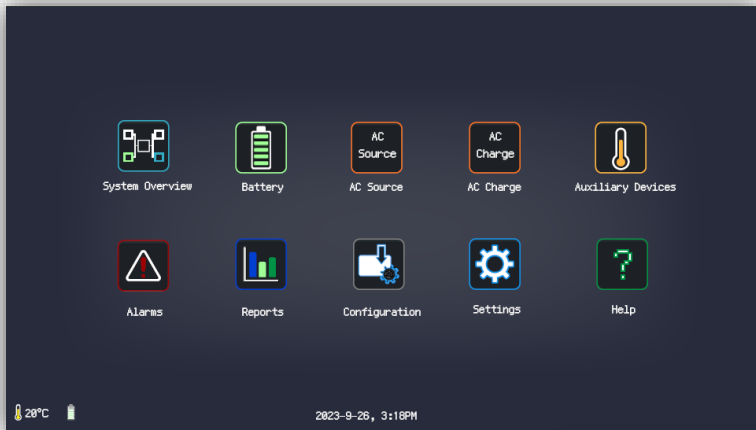 AC
Source
AC
Charge
System Overview
Battery
AC Source
AC Charge
Auxiliary Devices
?
Alarms
Reports
Configuration
Settings
Help
20°C
2023-9-26, 3:18PM